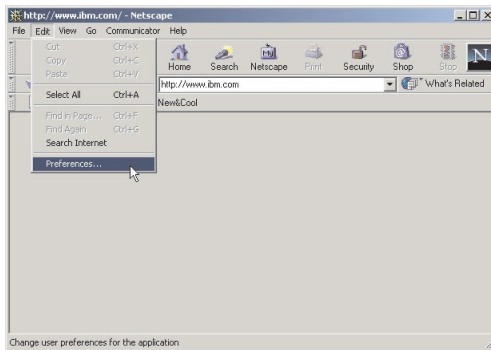 http://www.ibm.com/ - Netscape
File Edit View Go Communicator Help
Cut Ctrl+X
Copy Ctrl+C
Paste Ctrl+V
Select All Ctrl+A
Find in Page... Ctrl+F
Find Again Ctrl+G
Search Internet
Preferences...
Home Search Netscape Print Security Shop Stop N
http://www.ibm.com What's Related
New&Cool
Change user preferences for the application